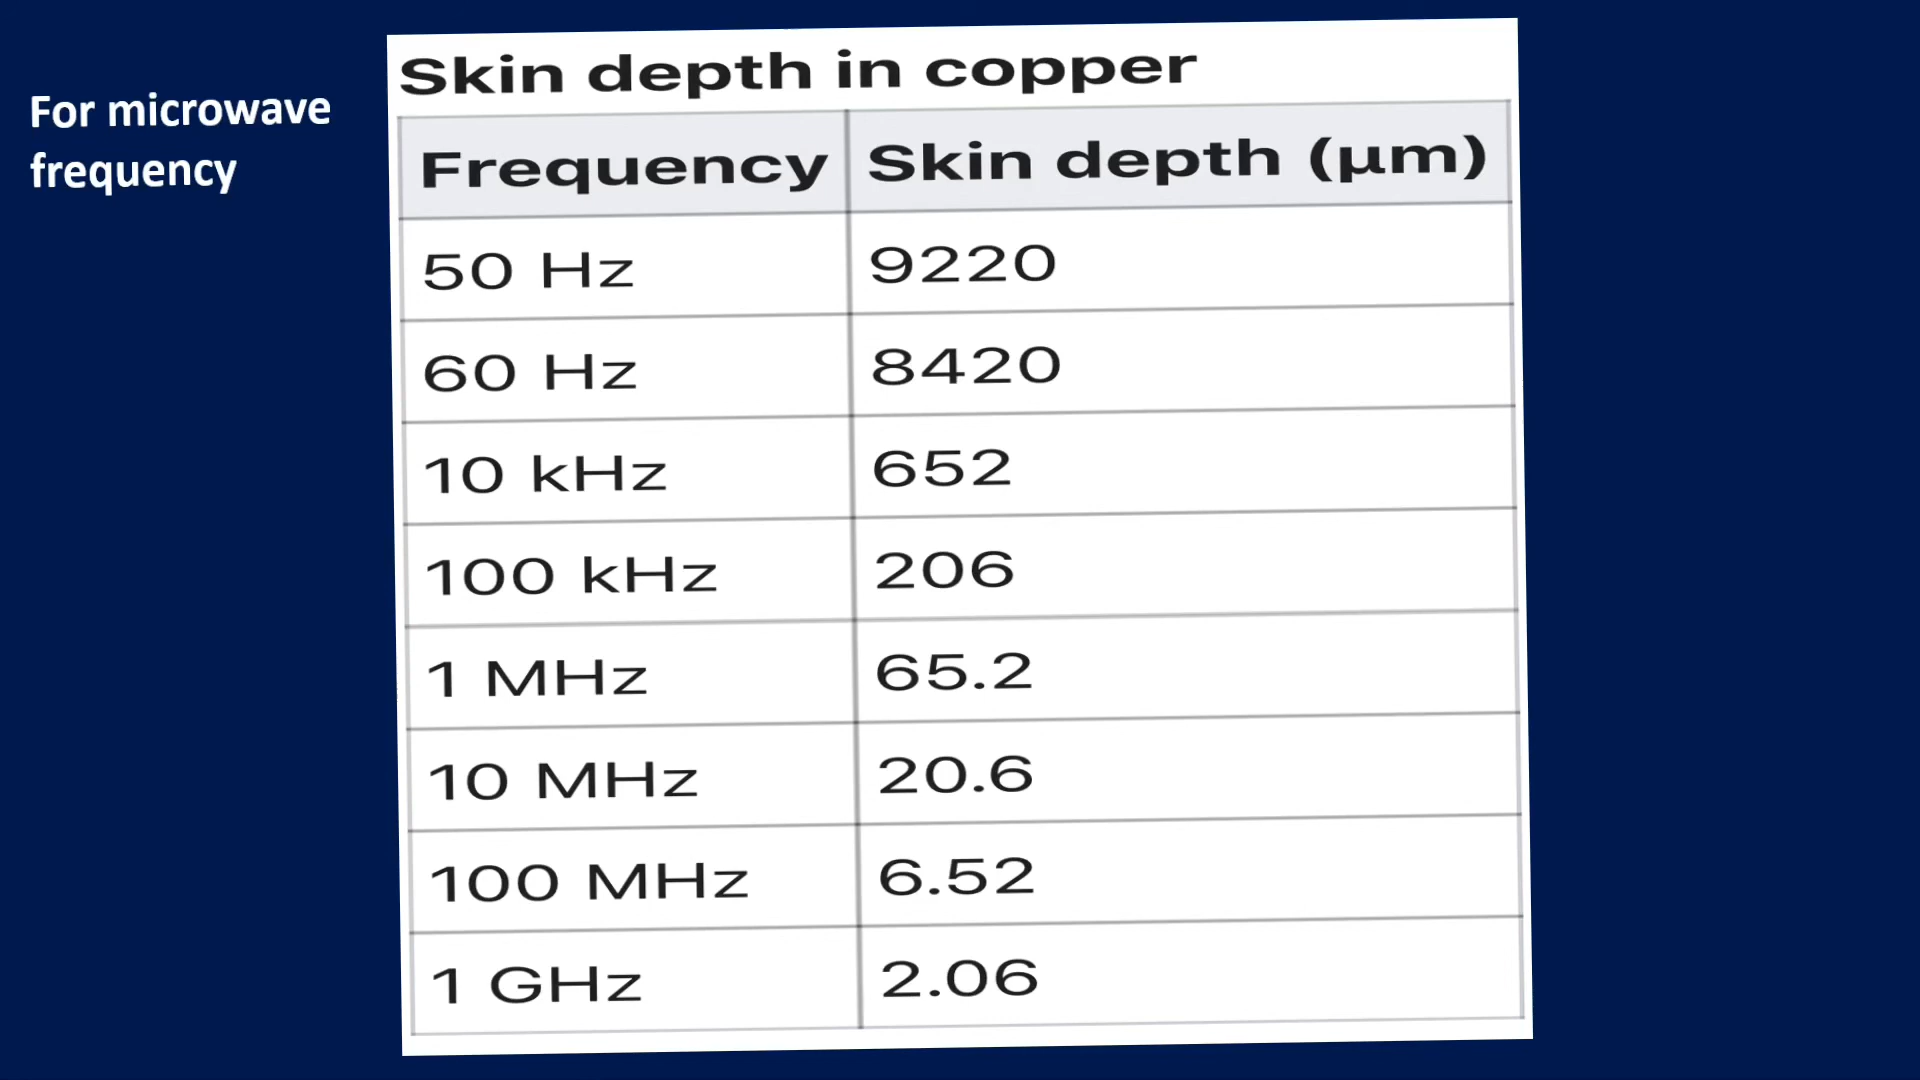 For microwave
frequency
Skin depth in copper
Frequency Skin depth (μm)
50 Hz 9220
60 Hz 8420
10 kHz 652
100 kHz 206
1 MHz 65.2
10 MHz 20.6
100 MHz 6.52
1 GHz 2.06